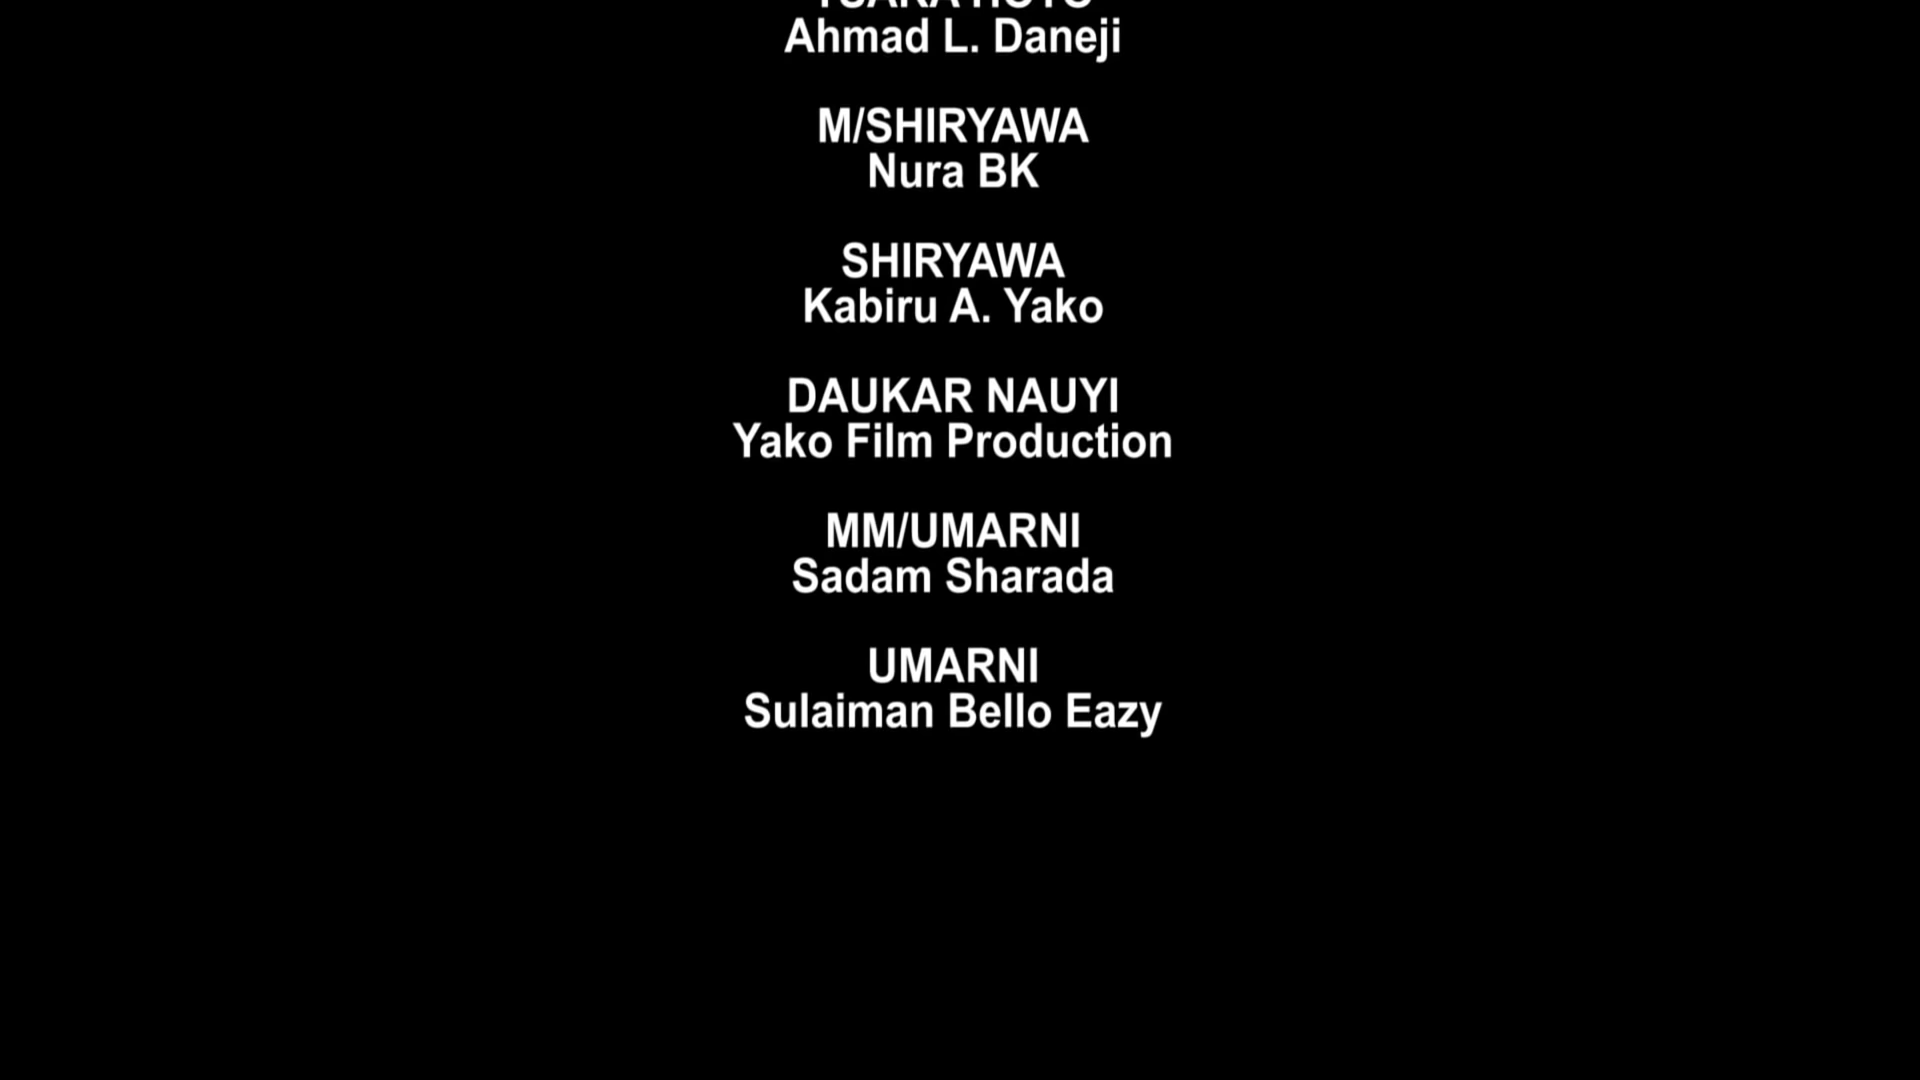 Ahmad L. Daneji
M/SHIRYAWA
Nura BK
SHIRYAWA
Kabiru A. Yako
DAUKAR NAUYI
Yako Film Production
MM/UMARNI
Sadam Sharada
UMARNI
Sulaiman Bello Eazy